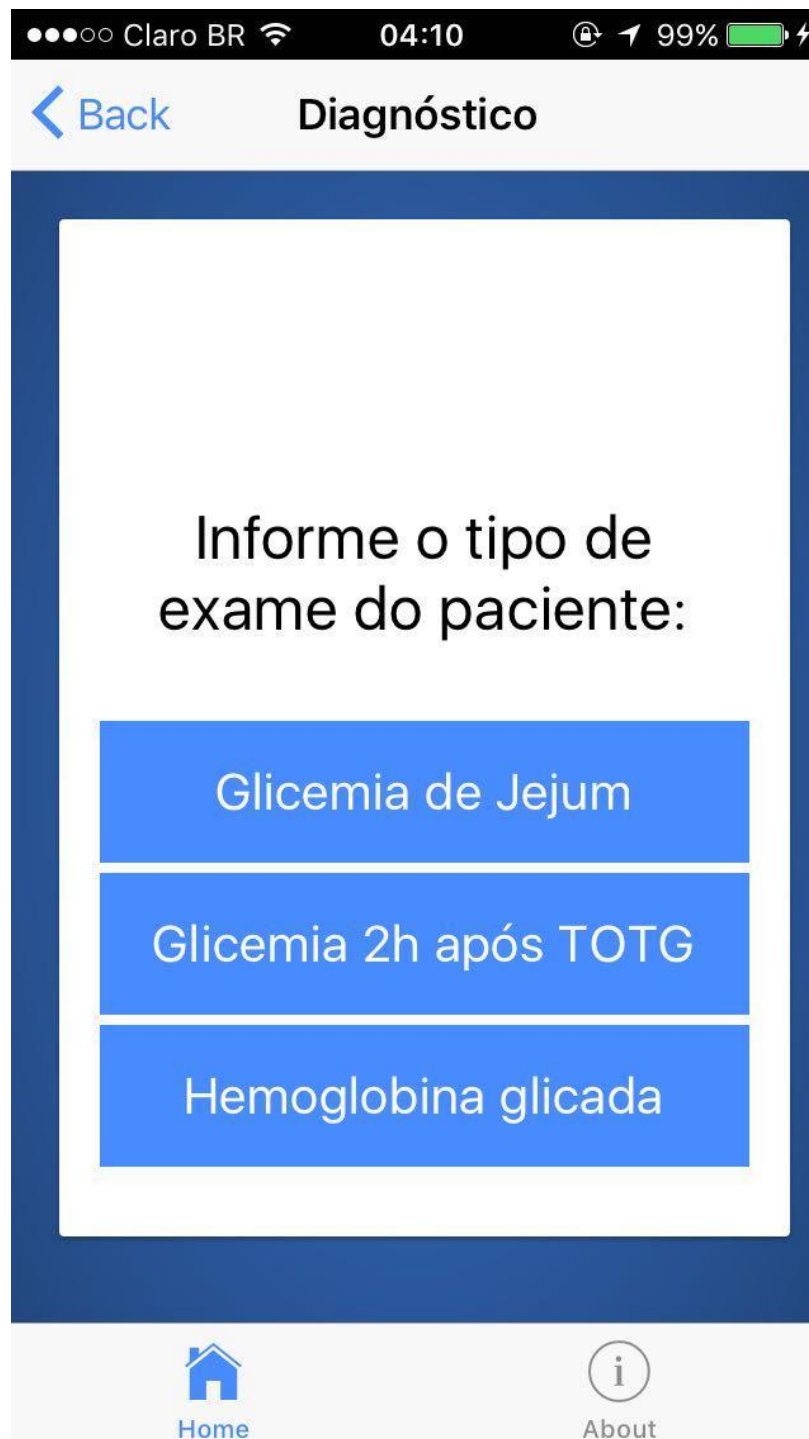 Claro BR 04:10 99%
Back Diagnóstico
Informe o tipo de
exame do paciente:
Glicemia de Jejum
Glicemia 2h após TOTG
Hemoglobina glicada
i
Home About